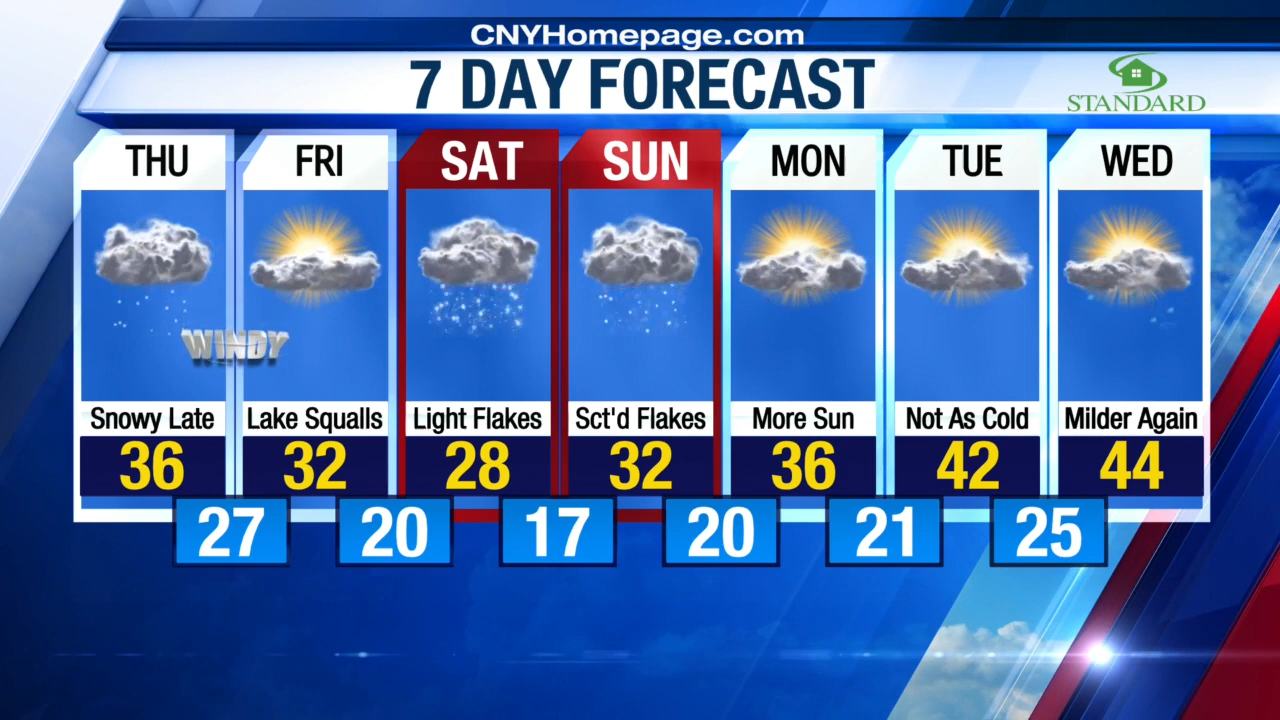 CNYHomepage.com
7 DAY FORECAST
STANDARD
THU FRI SAT SUN MON TUE WED
WINDY
Snowy Late Lake Squalls Light Flakes Sct'd Flakes More Sun Not As Cold Milder Again
36 32 28 32 36 42 44
27 20 17 20 21 25